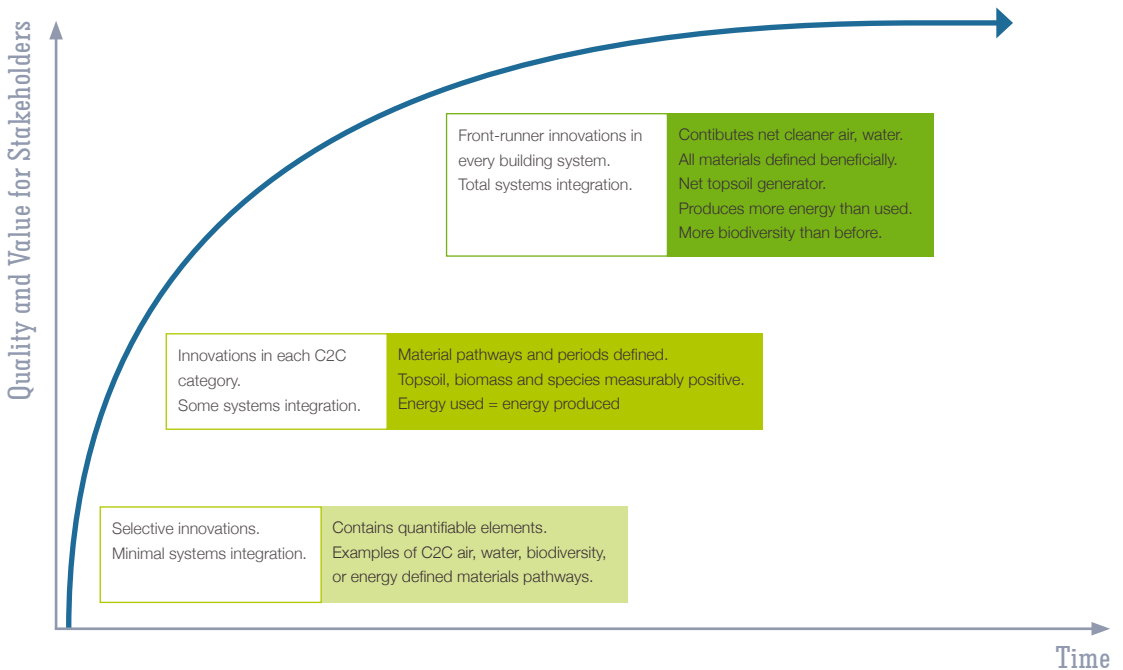 Quality and Value for Stakeholders
Front-runner innovations in
every building system.
Total systems integration.
Contibutes net cleaner air, water.
All materials defined beneficially.
Net topsoil generator.
Produces more energy than used.
More biodiversity than before.
Innovations in each C2C
category.
Some systems integration.
Material pathways and periods defined.
Topsoil, biomass and species measurably positive.
Energy used = energy produced
Selective innovations.
Minimal systems integration.
Contains quantifiable elements.
Examples of C2C air, water, biodiversity,
or energy defined materials pathways.
Time